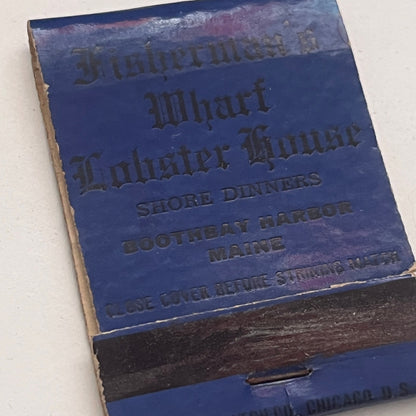 Fisherman's
Wharf
Lobster House
SHORE DINNERS
BOOTHBAY HARBOR
MAINE
CLOSE COVER BEFORE STRIKING MATCH
CHICAGO, U.S.